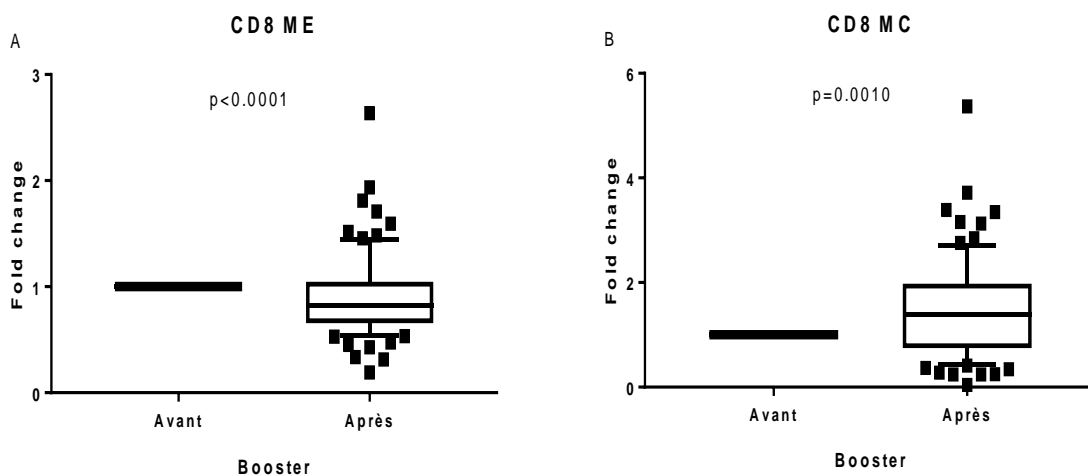 A
CD8 ME
p<0.0001
Fold change
3
2
1
0
Avant
Après
Booster
B
CD8 MC
p=0.0010
Fold change
6
4
2
0
Avant
Après
Booster